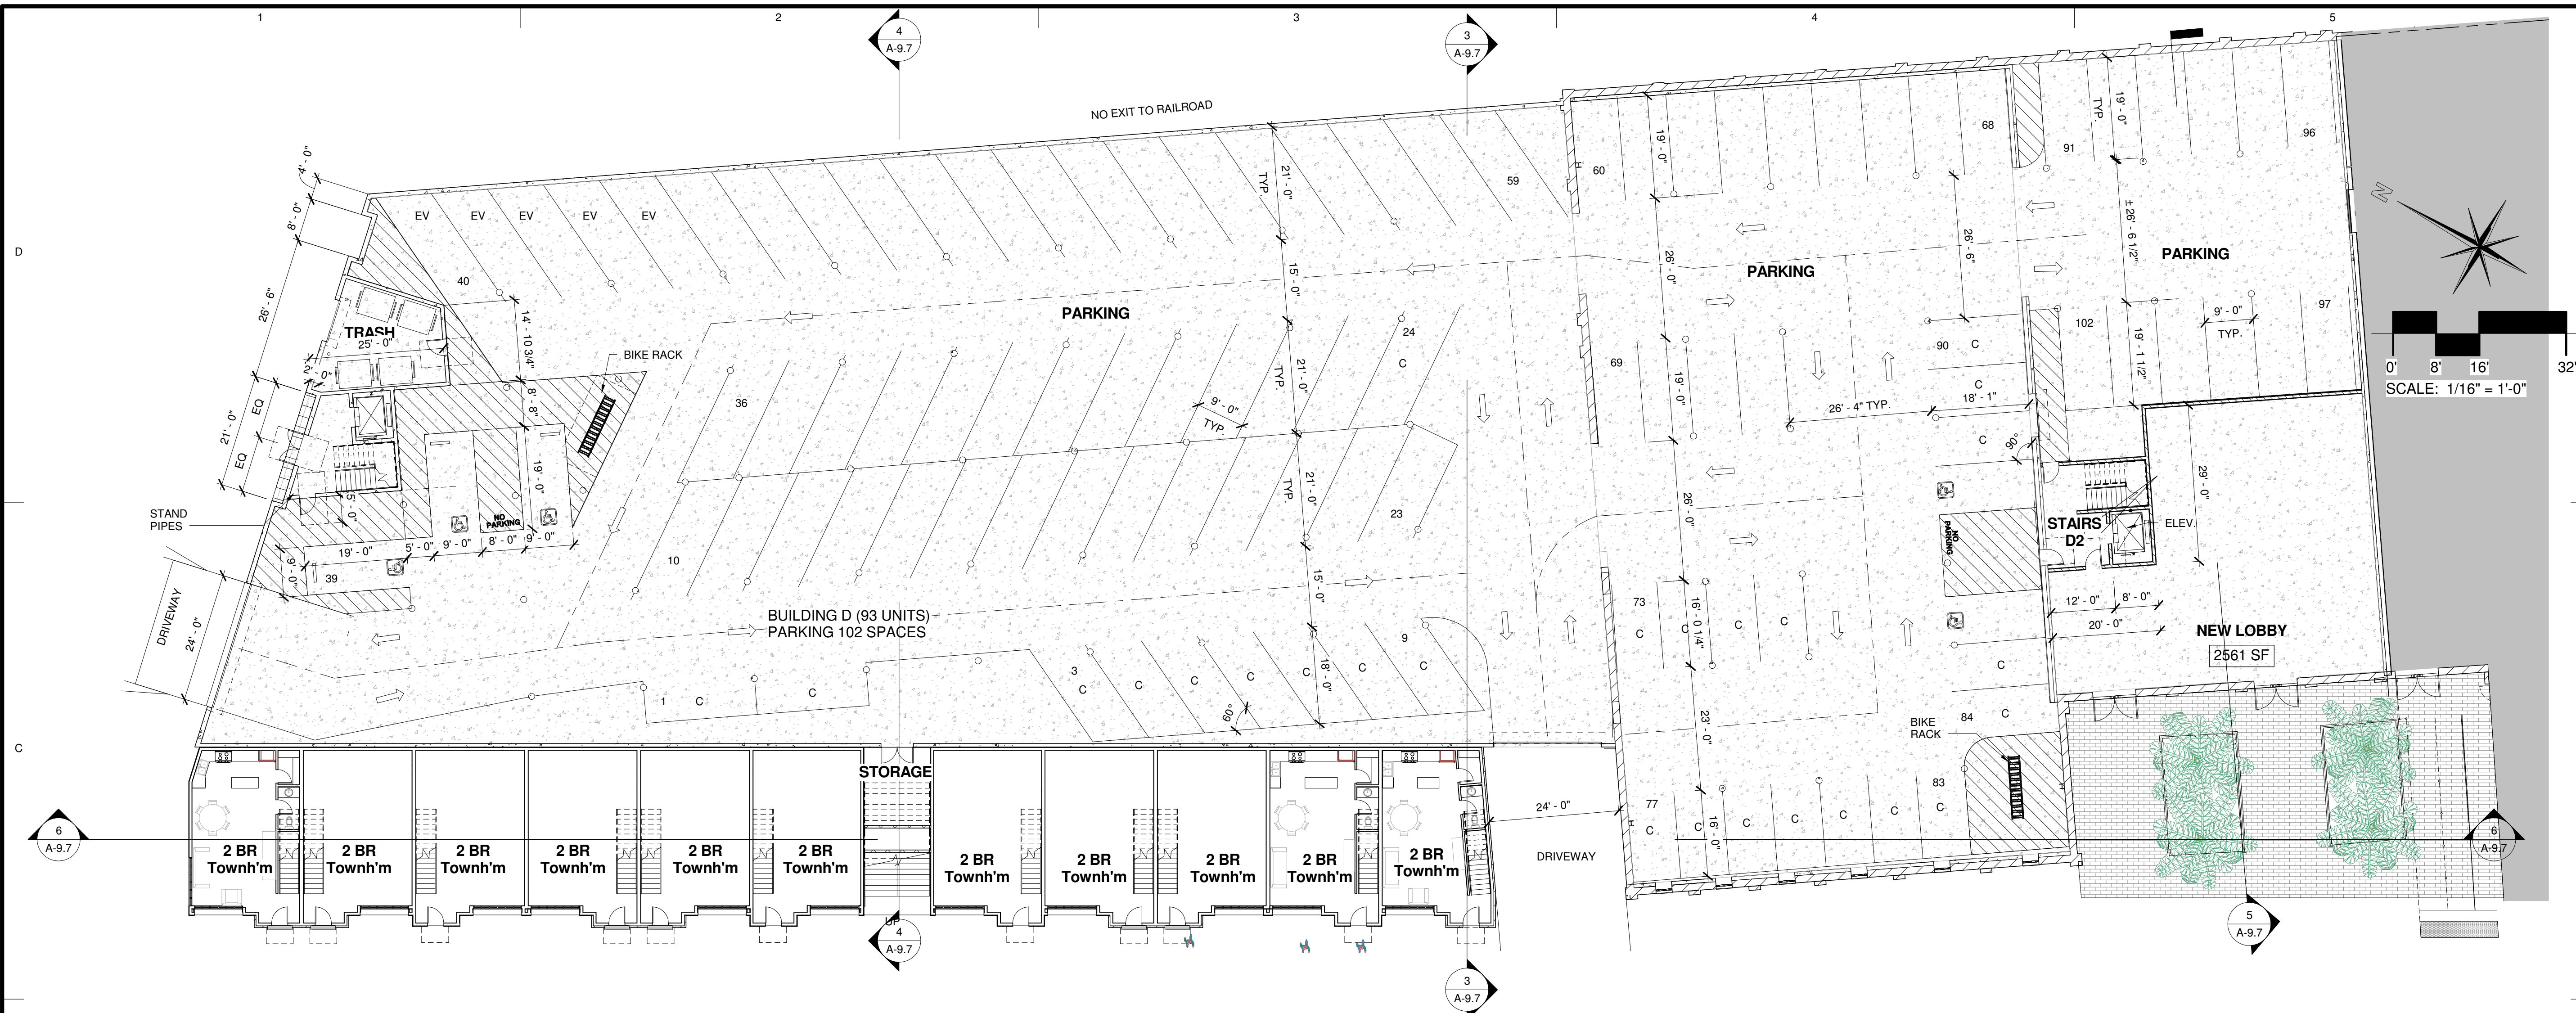 1
2
3
4
5
4
A-9.7
3
A-9.7
NO EXIT TO RAILROAD
D
4' - 0"
8' - 0"
26' - 6"
EV
EV
EV
EV
EV
40
21' - 0"
TYP.
59
60
19' - 0"
68
91
TYP.
19' - 0"
96
N
15' - 0"
26' - 0"
26' - 6"
± 26' - 6 1/2"
PARKING
PARKING
PARKING
TRASH
25' - 0"
2' - 0"
14' - 10 3/4"
BIKE RACK
8' - 8"
24
C
21' - 0"
TYP.
69
90
C
C
18' - 1"
26' - 4" TYP.
102
19' - 1 1/2"
9' - 0"
TYP.
97
0'
8'
16'
32'
SCALE: 1/16" = 1'-0"
EQ
21' - 0"
EQ
36
9' - 0"
TYP.
19' - 0"
C
90°
29' - 0"
STAND
PIPES
5' - 0"
19' - 0"
NO
PARKING
19' - 0"
5' - 0"
9' - 0"
8' - 0"
9' - 0"
9' - 0"
39
10
21' - 0"
TYP.
23
26' - 0"
NO
PARKING
STAIRS
D2
ELEV.
DRIVEWAY
24' - 0"
15' - 0"
BUILDING D (93 UNITS)
PARKING 102 SPACES
73
C
C
C
C
16' - 0 1/4"
12' - 0"
8' - 0"
20' - 0"
NEW LOBBY
2561 SF
9
3
C
C
C
C
C
C
C
18' - 0"
60°
1
C
C
C
23' - 0"
84
C
BIKE
RACK
C
STORAGE
83
24' - 0"
77
C
C
C
C
C
C
C
16' - 0"
DRIVEWAY
6
A-9.7
2 BR
Townh'm
2 BR
Townh'm
2 BR
Townh'm
2 BR
Townh'm
2 BR
Townh'm
2 BR
Townh'm
2 BR
Townh'm
2 BR
Townh'm
2 BR
Townh'm
2 BR
Townh'm
2 BR
Townh'm
6
A-9.7
UP
4
A-9.7
5
A-9.7
3
A-9.7